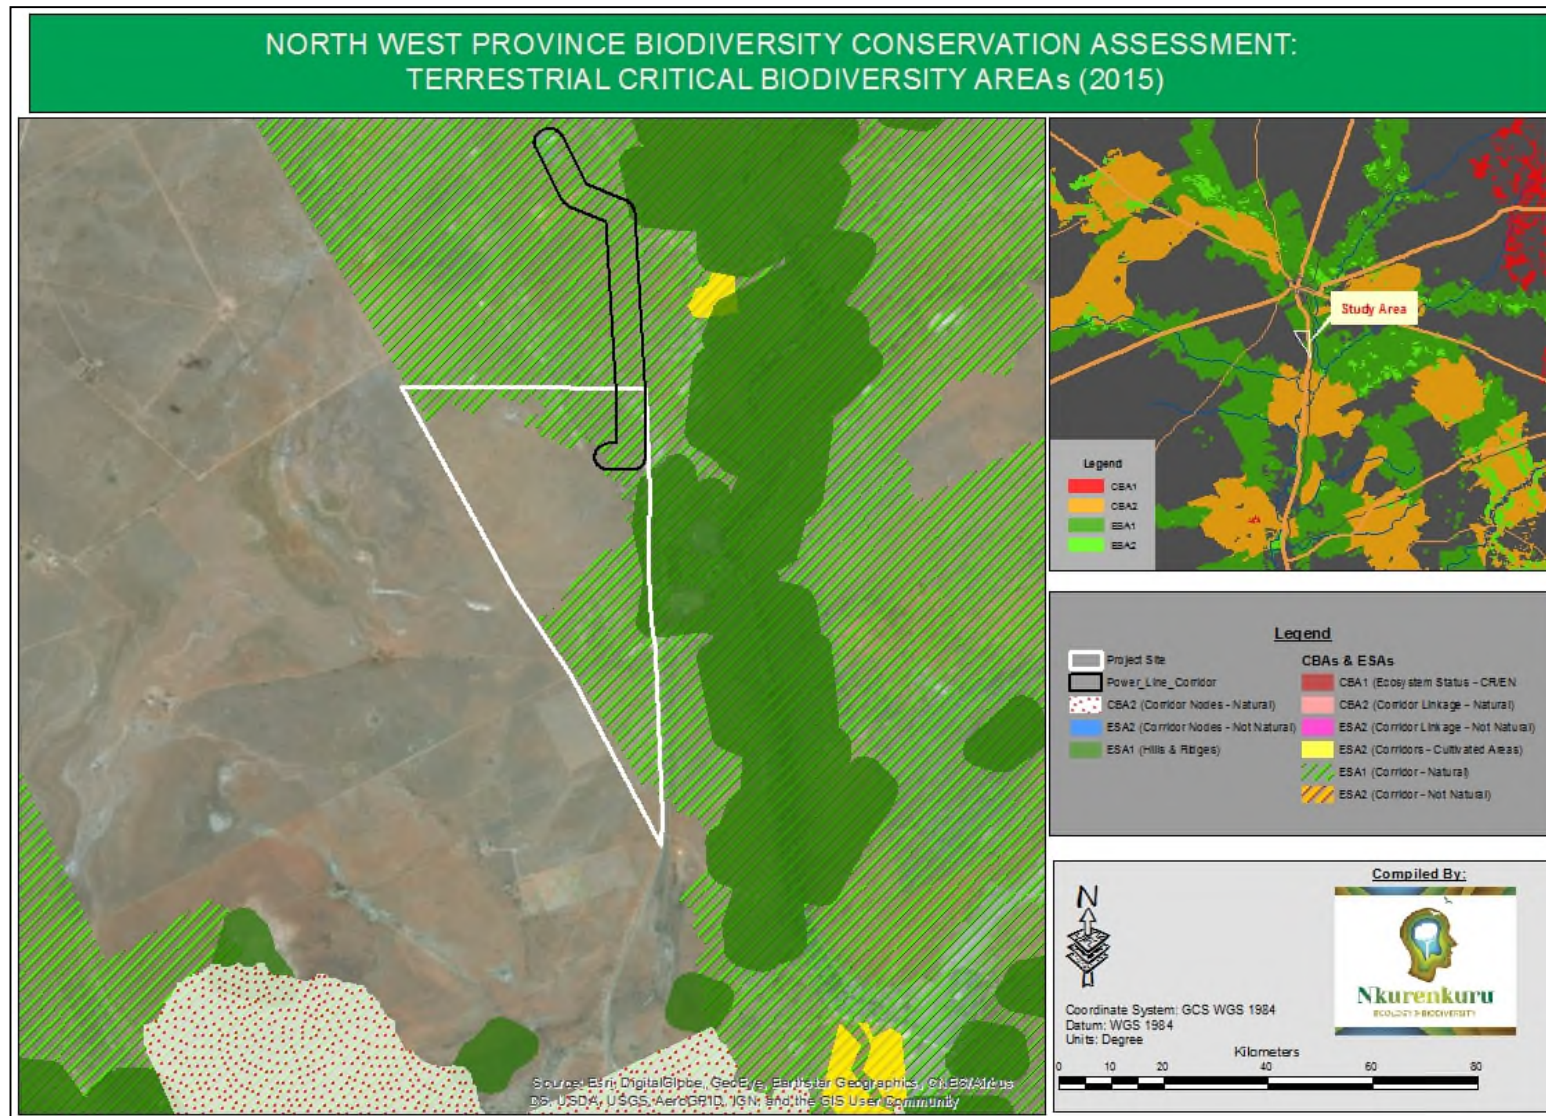 NORTH WEST PROVINCE BIODIVERSITY CONSERVATION ASSESSMENT:
TERRESTRIAL CRITICAL BIODIVERSITY AREAs (2015)
Study Area
Legend
CBA1
CBA2
ESA1
ESA2
Legend
Project Site
Power_Line_Corridor
CBA2 (Corridor Nodes - Natural)
ESA2 (Corridor Nodes - Not Natural)
ESA1 (Hills & Ridges)
CBAs & ESAs
CBA1 (Ecosystem Status - CR/EN
CBA2 (Corridor Linkage - Natural)
ESA2 (Corridor Linkage - Not Natural)
ESA2 (Corridors - Cultivated Areas)
ESA1 (Corridor - Natural)
ESA2 (Corridor - Not Natural)
N
Coordinate System: GCS WGS 1984
Datum: WGS 1984
Units: Degree
Compiled By:
Nkurenkuru
ECOLOGY & BIODIVERSITY
Kilometers
0 10 20 40 60 80
Source: Esri, DigitalGlobe, GeoEye, Earthstar Geographics, CNES/Airbus
DS, USDA, USGS, AeroGRID, IGN, and the GIS User Community